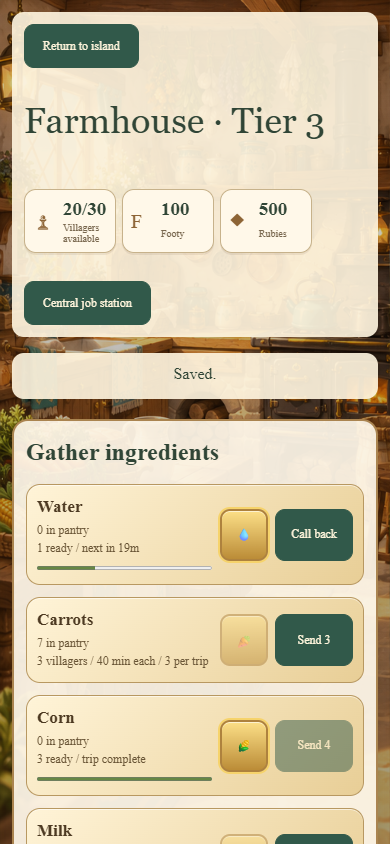 Return to island
Farmhouse · Tier 3
20/30
Villagers
available
F
100
Footy
500
Rubies
Central job station
Saved.
Gather ingredients
Water
0 in pantry
1 ready / next in 19m
Call back
Carrots
7 in pantry
3 villagers / 40 min each / 3 per trip
Send 3
Corn
0 in pantry
3 ready / trip complete
Send 4
Milk